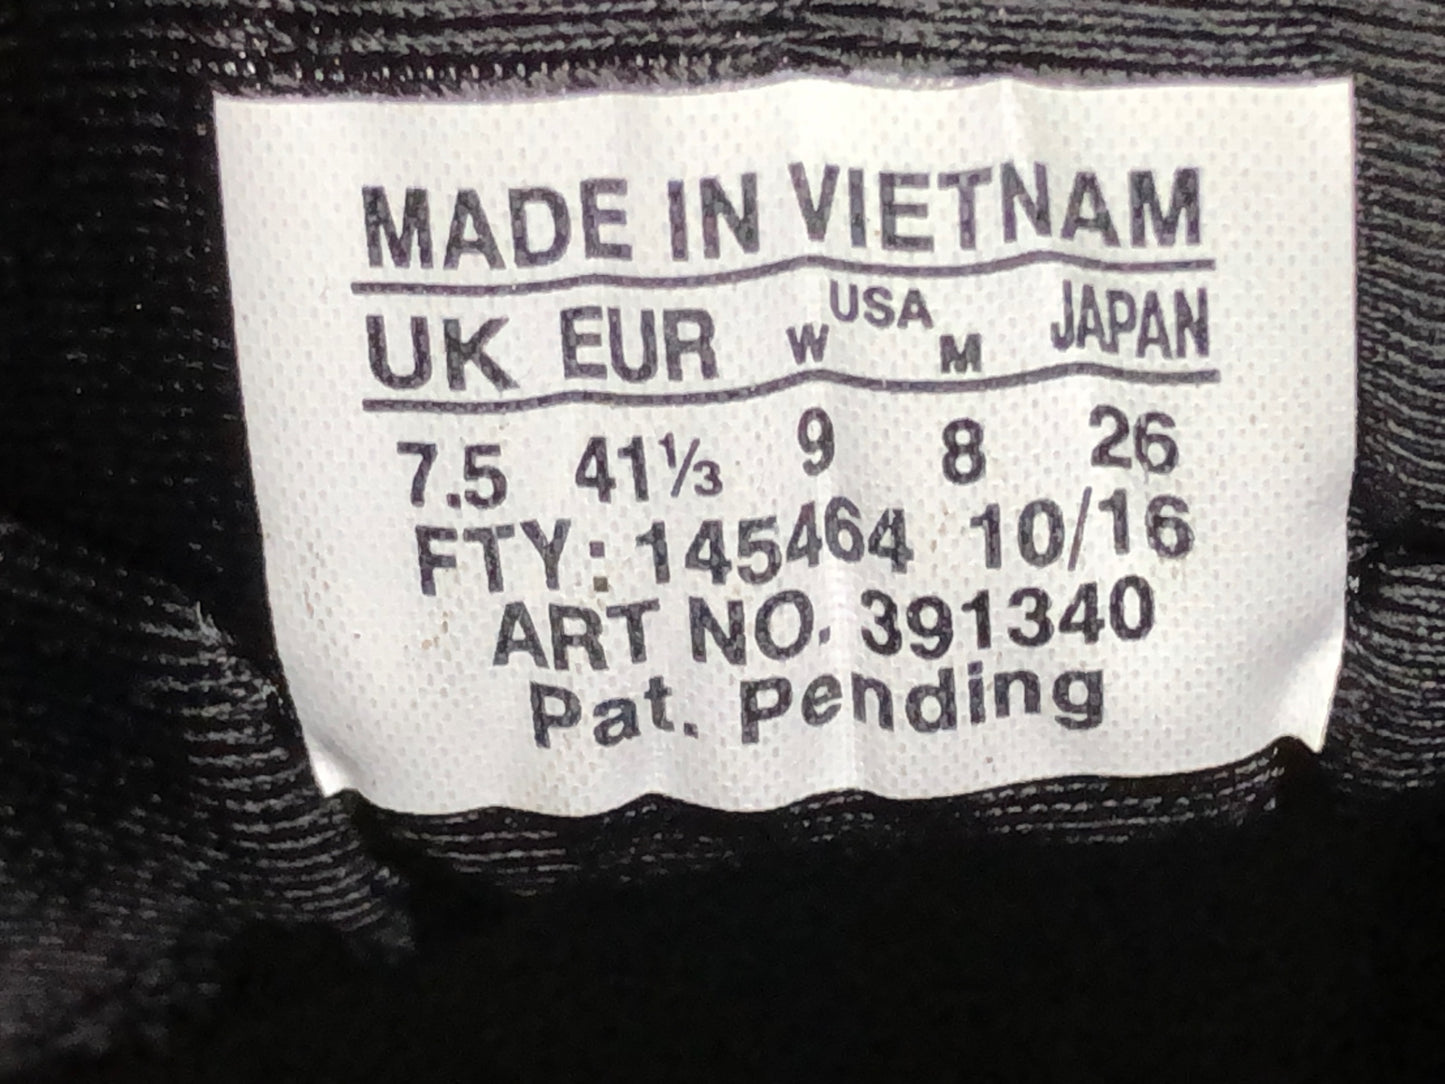 MADE IN VIETNAM
UK EUR W USA M JAPAN
7.5 41⅓ 9 8 26
FTY: 145464 10/16
ART NO. 391340
Pat. pending